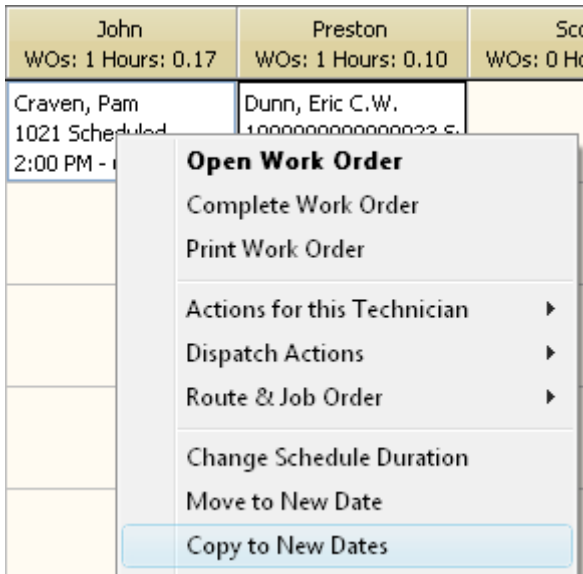 John Preston
WOs: 1 Hours: 0.17 WOs: 1 Hours: 0.10 WOs: 0
Craven, Pam Dunn, Eric C.W.
1021 Scheduled
2:00 PM -
Open Work Order
Complete Work Order
Print Work Order
Actions for this Technician
Dispatch Actions
Route & Job Order
Change Schedule Duration
Move to New Date
Copy to New Dates